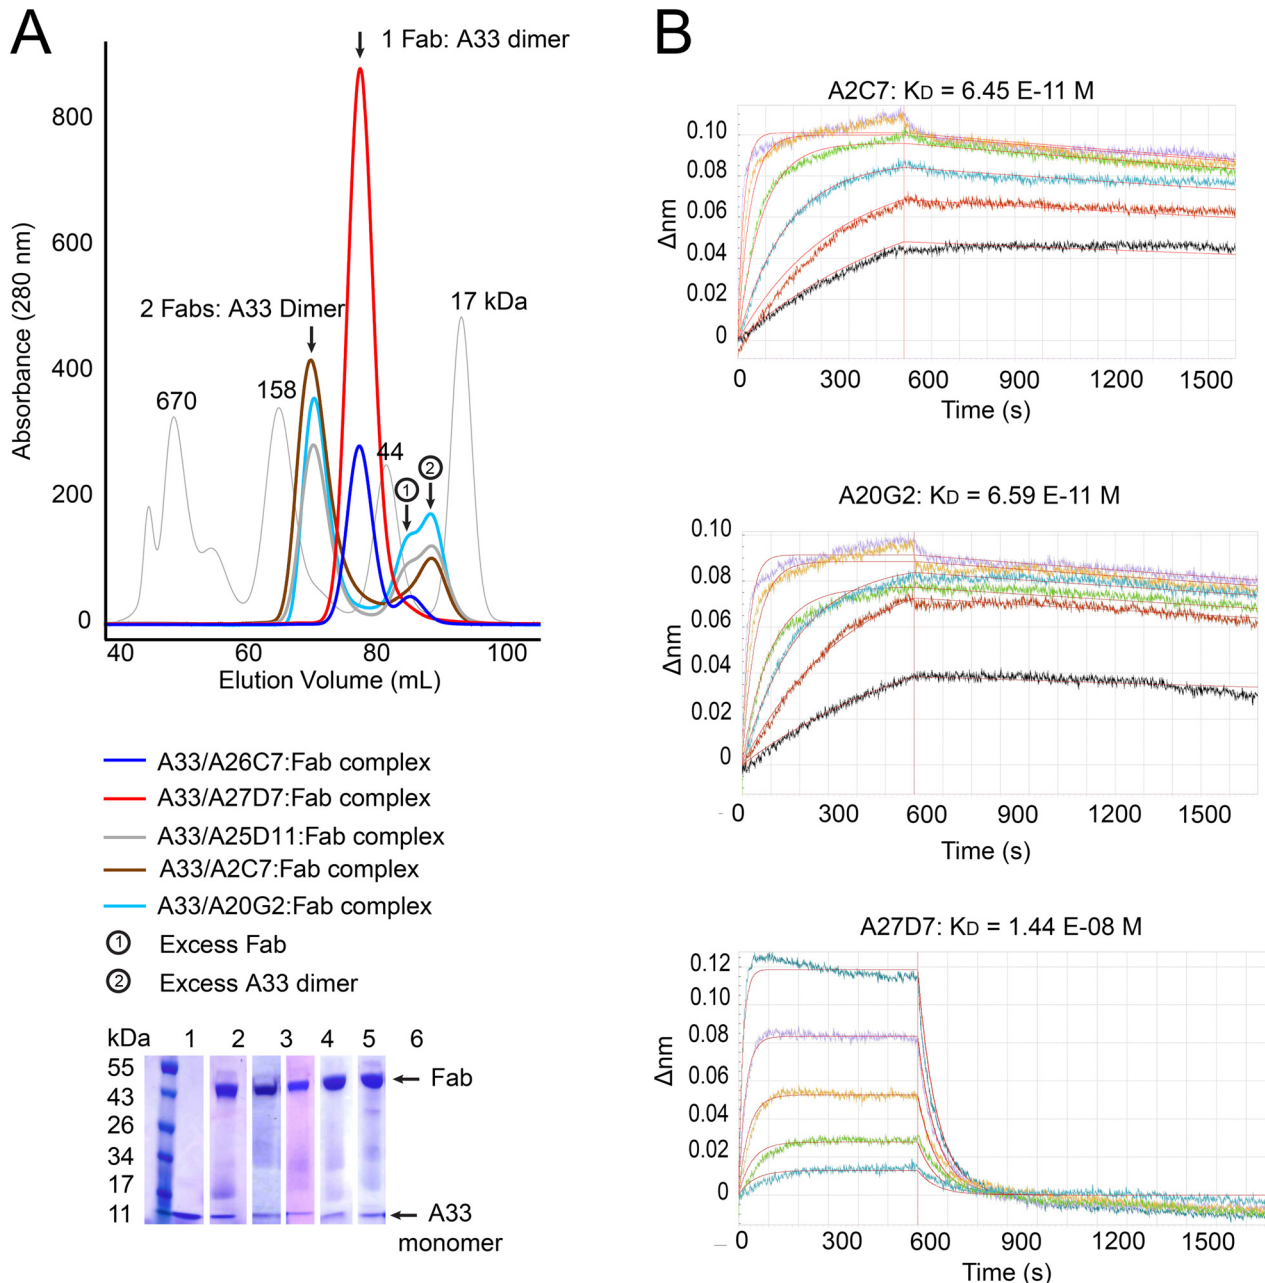 A
1 Fab: A33 dimer
800
600
400
200
0
Absorbance (280 nm)
2 Fabs: A33 Dimer
17 kDa
670
158
44
1
2
40
60
80
100
Elution Volume (mL)
A33/A26C7:Fab complex
A33/A27D7:Fab complex
A33/A25D11:Fab complex
A33/A2C7:Fab complex
A33/A20G2:Fab complex
1 Excess Fab
2 Excess A33 dimer
kDa 1 2 3 4 5 6
55
43
26
34
17
11
Fab
A33
monomer
B
A2C7: KD = 6.45 E-11 M
0.10
0.08
0.06
0.04
0.02
0
Δnm
0 300 600 900 1200 1500
Time (s)
A20G2: KD = 6.59 E-11 M
0.10
0.08
0.06
0.04
0.02
0
Δnm
0 300 600 900 1200 1500
Time (s)
A27D7: KD = 1.44 E-08 M
0.12
0.10
0.08
0.06
0.04
0.02
0
Δnm
0 300 600 900 1200 1500
Time (s)